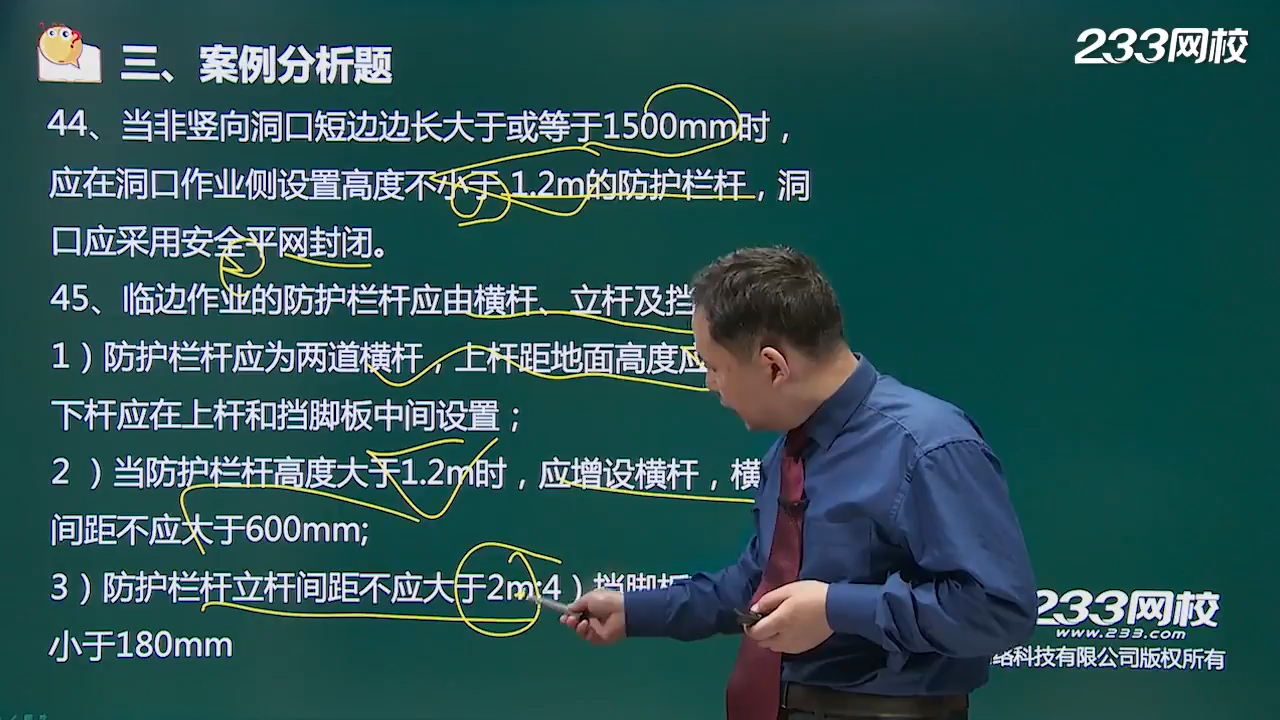 233网校
三、案例分析题
44、当非竖向洞口短边边长大于或等于1500mm时，
应在洞口作业侧设置高度不小于 1.2m的防护栏杆，洞
口应采用安全平网封闭。
45、临边作业的防护栏杆应由横杆、立杆及挡
1）防护栏杆应为两道横杆，上杆距地面高度应
下杆应在上杆和挡脚板中间设置；
2 ）当防护栏杆高度大于1.2m时，应增设横杆，横
间距不应大于600mm;
3）防护栏杆立杆间距不应大于2m;4）挡脚板
小于180mm
233网校
www.233.com
络科技有限公司版权所有